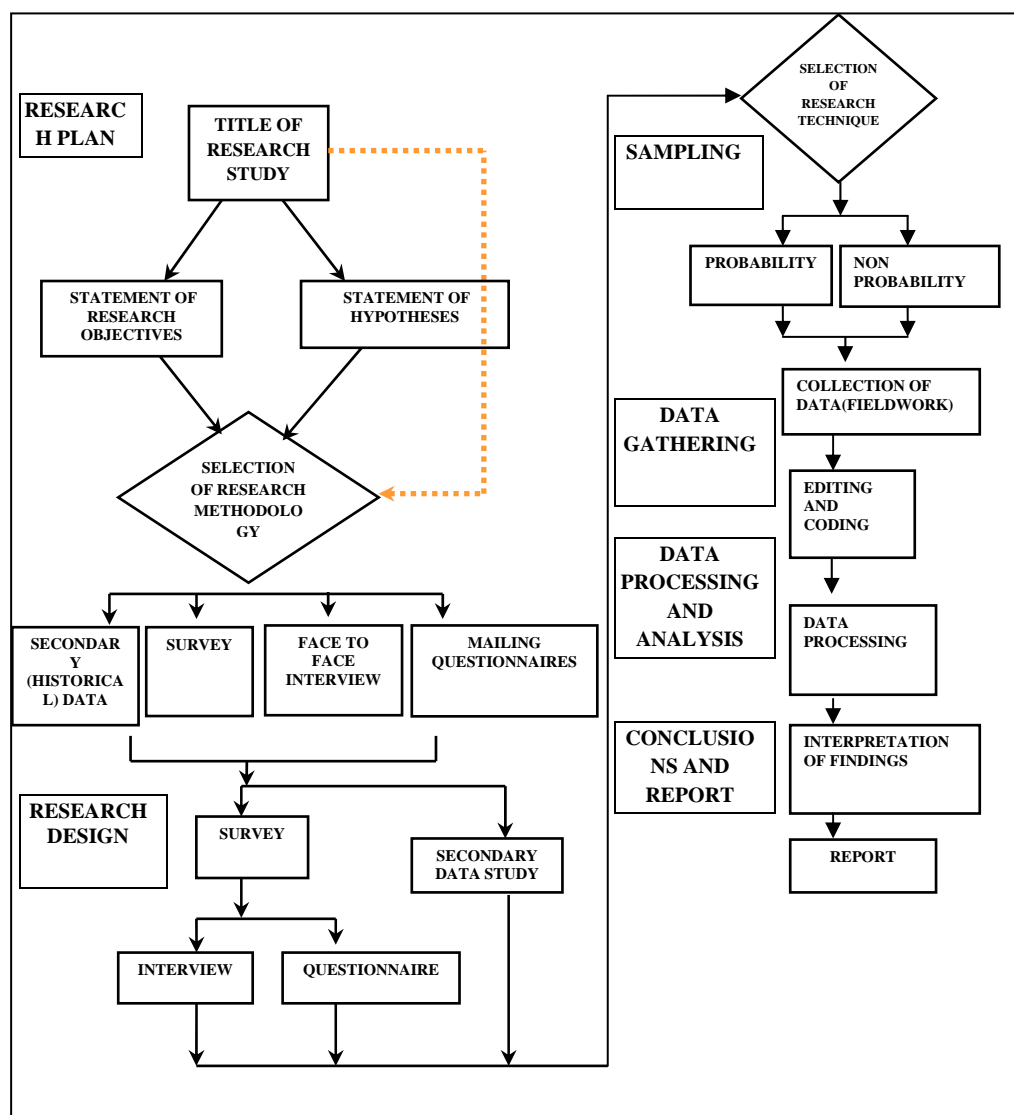 RESEARC
H PLAN
TITLE OF
RESEARCH
STUDY
STATEMENT OF
RESEARCH
OBJECTIVES
STATEMENT OF
HYPOTHESES
SELECTION
OF RESEARCH
METHODOLO
GY
SECONDAR
Y
(HISTORICA
L) DATA
SURVEY
FACE TO
FACE
INTERVIEW
MAILING
QUESTIONNAIRES
RESEARCH
DESIGN
SURVEY
SECONDARY
DATA STUDY
INTERVIEW
QUESTIONNAIRE
SELECTION
OF
RESEARCH
TECHNIQUE
SAMPLING
PROBABILITY
NON
PROBABILITY
COLLECTION OF
DATA(FIELDWORK)
DATA
GATHERING
EDITING
AND
CODING
DATA
PROCESSING
AND
ANALYSIS
DATA
PROCESSING
CONCLUSIO
NS AND
REPORT
INTERPRETATION
OF FINDINGS
REPORT